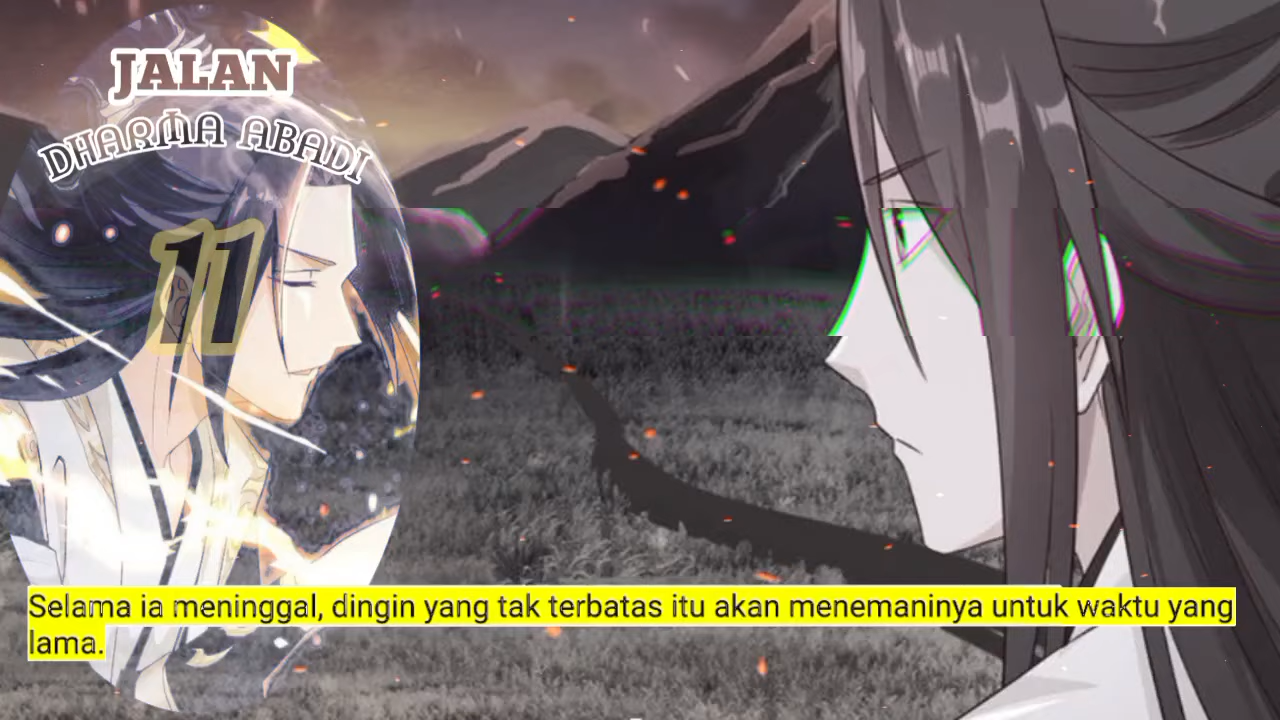 JALAN
DHARMA ABADI
11
Selama ia meninggal, dingin yang tak terbatas itu akan menemaninya untuk waktu yang
lama.